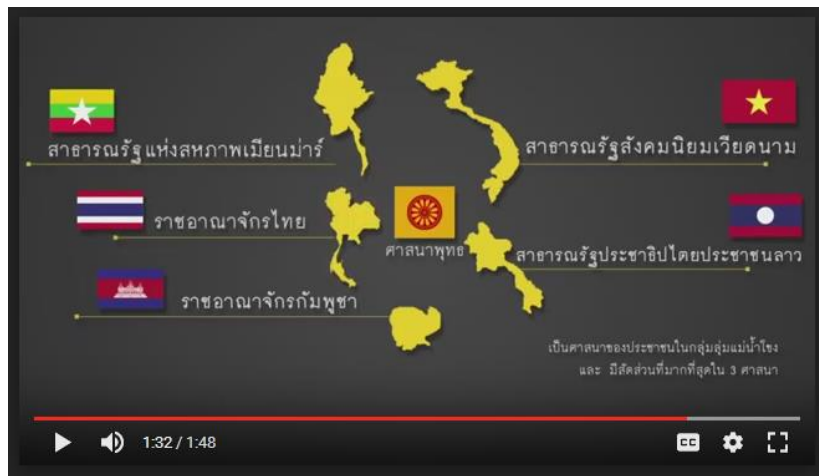 สาธารณรัฐแห่งสหภาพเมียนม่าร์
สาธารณรัฐสังคมนิยมเวียดนาม
ราชอาณาจักรไทย
ศาสนาพุทธ
สาธารณรัฐประชาธิปไตยประชาชนลาว
ราชอาณาจักรกัมพูชา
เป็นศาสนาของประชาชนในกลุ่มลุ่มแม่น้ำโขง
และ มีสัดส่วนที่มากที่สุดใน 3 ศาสนา
1:32 / 1:48
CC